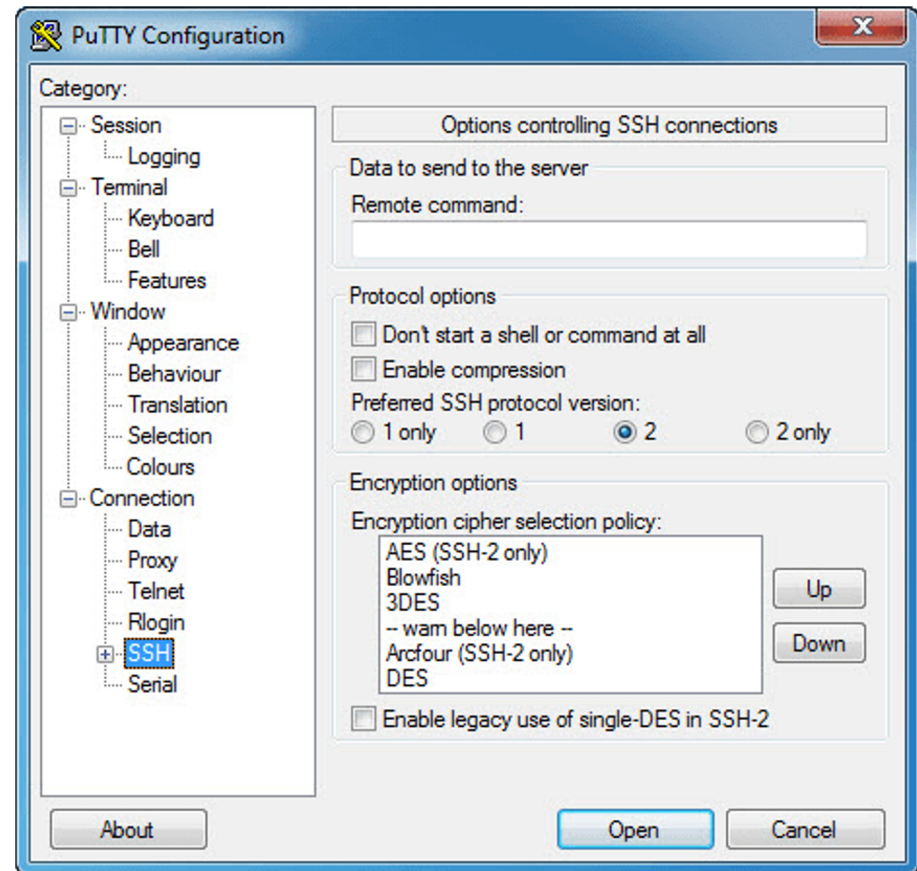 PuTTY Configuration
Category:
Session
Logging
Terminal
Keyboard
Bell
Features
Window
Appearance
Behaviour
Translation
Selection
Colours
Connection
Data
Proxy
Telnet
Rlogin
SSH
Serial
Options controlling SSH connections
Data to send to the server
Remote command:
Protocol options
Don't start a shell or command at all
Enable compression
Preferred SSH protocol version:
1 only 1 2 2 only
Encryption options
Encryption cipher selection policy:
AES (SSH-2 only)
Blowfish
3DES
-- warn below here --
Arcfour (SSH-2 only)
DES
Up
Down
Enable legacy use of single-DES in SSH-2
About
Open
Cancel